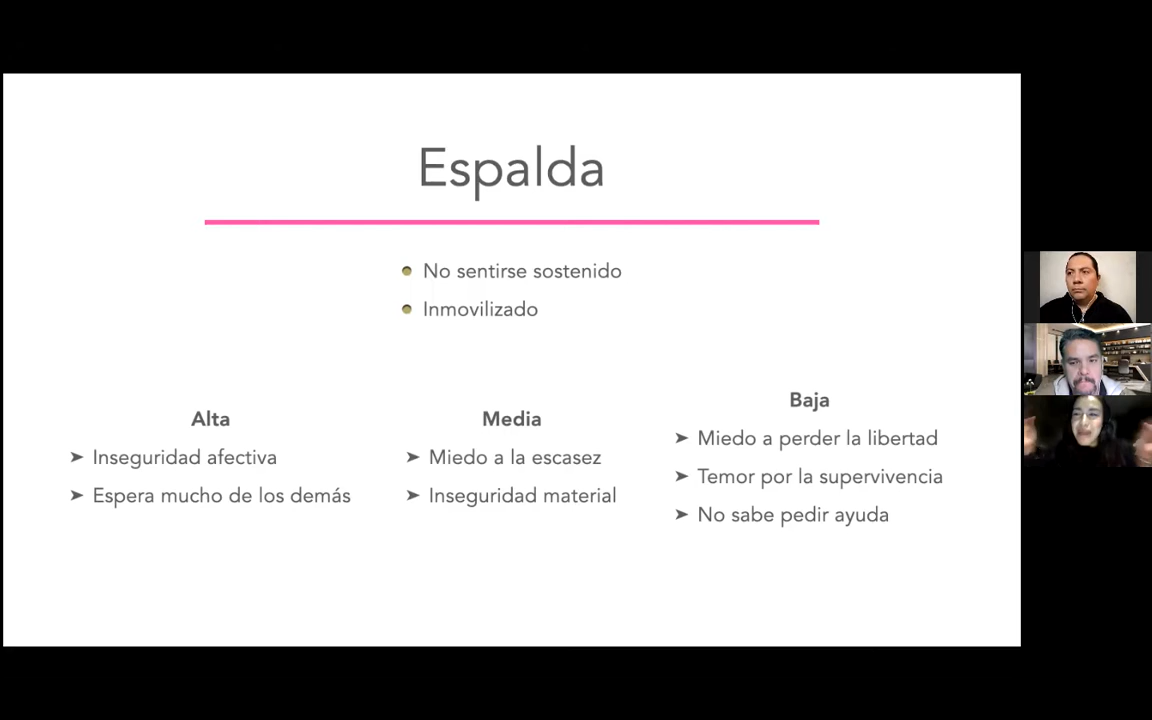 Espalda
No sentirse sostenido
Inmovilizado
Alta
➤ Inseguridad afectiva
➤ Espera mucho de los demás
Media
➤ Miedo a la escasez
➤ Inseguridad material
Baja
➤ Miedo a perder la libertad
➤ Temor por la supervivencia
➤ No sabe pedir ayuda